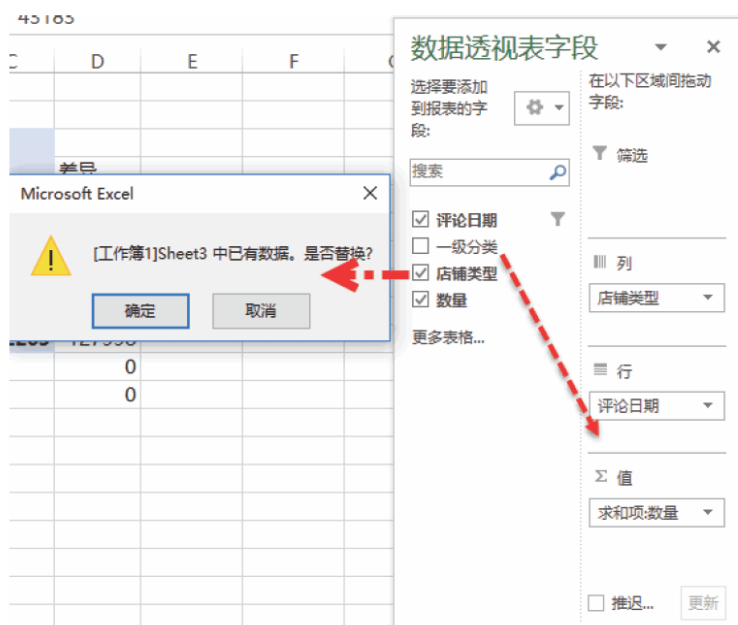 45183
D
E
F
差异
Microsoft Excel
[工作簿1]Sheet3 中已有数据。是否替换?
确定
取消
0
0
数据透视表字段
选择要添加
到报表的字
段:
搜索
评论日期
一级分类
店铺类型
数量
更多表格...
在以下区域间拖动
字段:
筛选
列
店铺类型
行
评论日期
Σ 值
求和项:数量
推迟...
更新